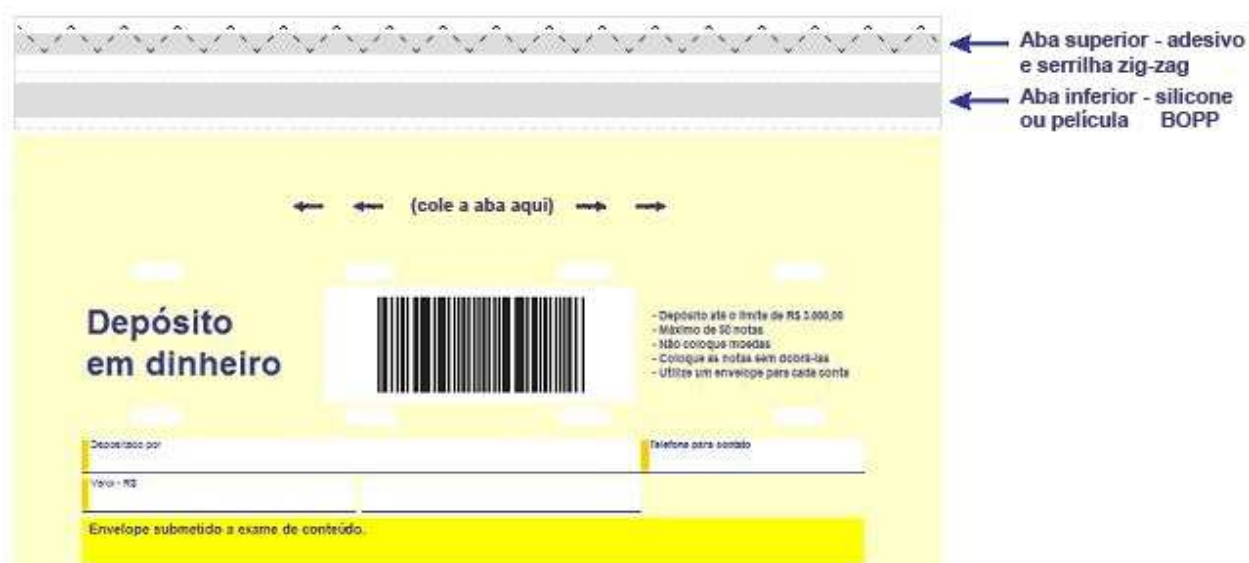 Aba superior - adesivo
e serrilha zig-zag
Aba inferior - silicone
ou película BOPP
(cole a aba aqui)
Depósito
em dinheiro
- Depósito até o limite de R$ 3.000,00
- Máximo de 50 notas
- Não coloque moedas
- Coloque as notas sem dobrá-las
- Utilize um envelope para cada conta
Depositado por
Telefone para contato
Valor - R$
Envelope submetido a exame de conteúdo.